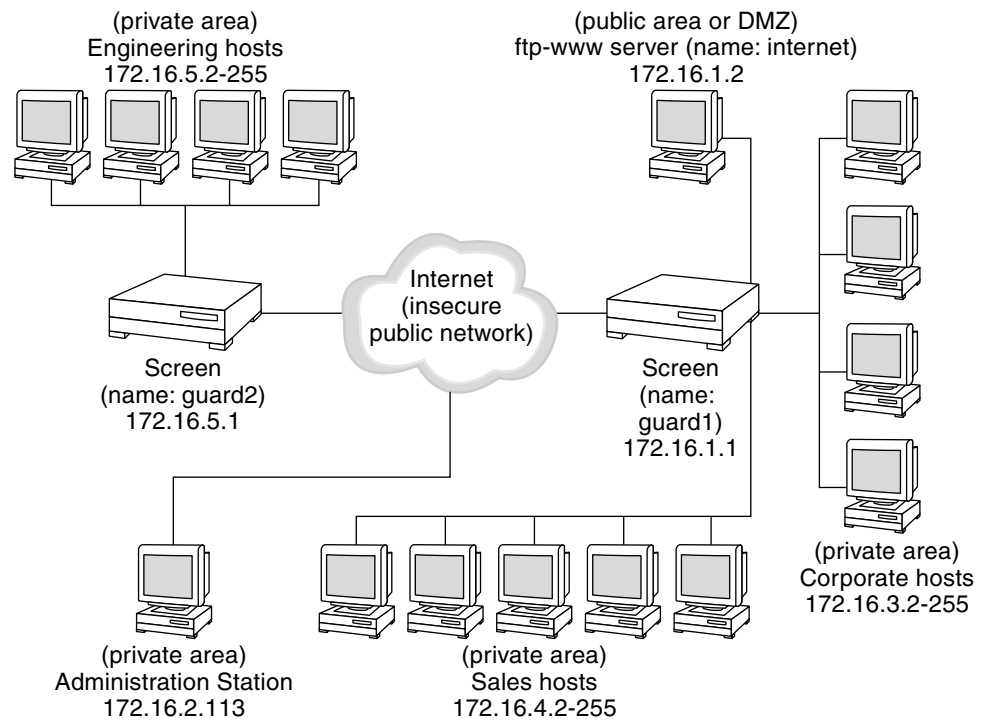 (private area)
Engineering hosts
172.16.5.2-255
(public area or DMZ)
ftp-www server (name: internet)
172.16.1.2
Internet
(insecure
public network)
Screen
(name: guard2)
172.16.5.1
Screen
(name:
guard1)
172.16.1.1
(private area)
Corporate hosts
172.16.3.2-255
(private area)
Administration Station
172.16.2.113
(private area)
Sales hosts
172.16.4.2-255